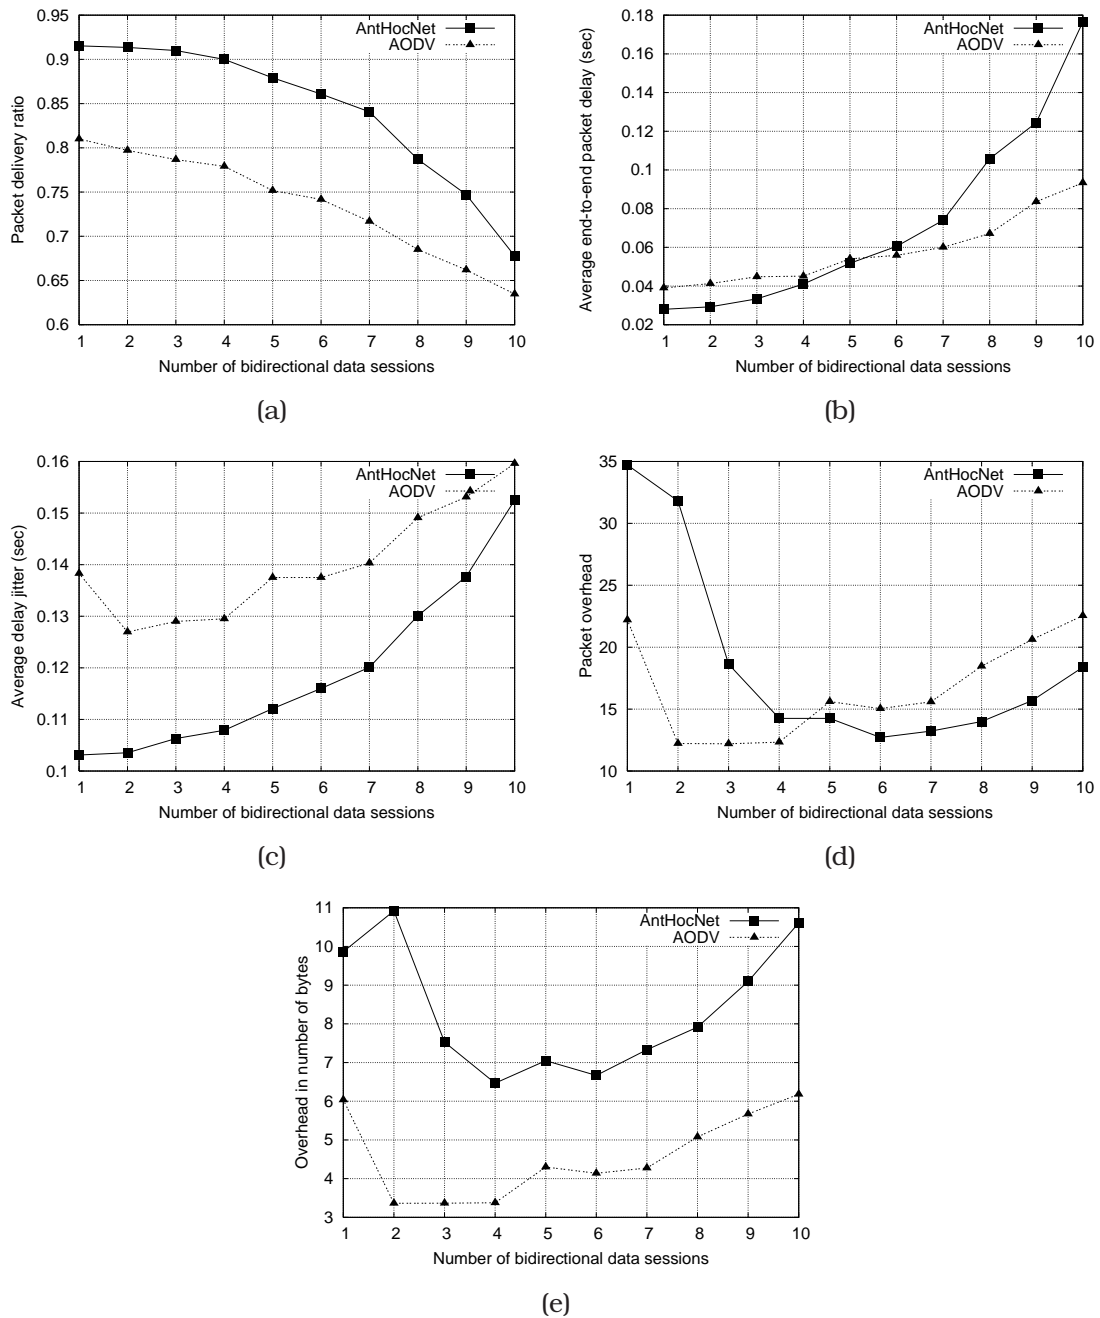 0.95
0.9
0.85
0.8
0.75
0.7
0.65
0.6
Packet delivery ratio
AntHocNet
AODV
1 2 3 4 5 6 7 8 9 10
Number of bidirectional data sessions
(a)
0.18
0.16
0.14
0.12
0.1
0.08
0.06
0.04
0.02
Average end-to-end packet delay (sec)
AntHocNet
AODV
1 2 3 4 5 6 7 8 9 10
Number of bidirectional data sessions
(b)
0.16
0.15
0.14
0.13
0.12
0.11
0.1
Average delay jitter (sec)
AntHocNet
AODV
1 2 3 4 5 6 7 8 9 10
Number of bidirectional data sessions
(c)
35
30
25
20
15
10
Packet overhead
AntHocNet
AODV
1 2 3 4 5 6 7 8 9 10
Number of bidirectional data sessions
(d)
11
10
9
8
7
6
5
4
3
Overhead in number of bytes
AntHocNet
AODV
1 2 3 4 5 6 7 8 9 10
Number of bidirectional data sessions
(e)